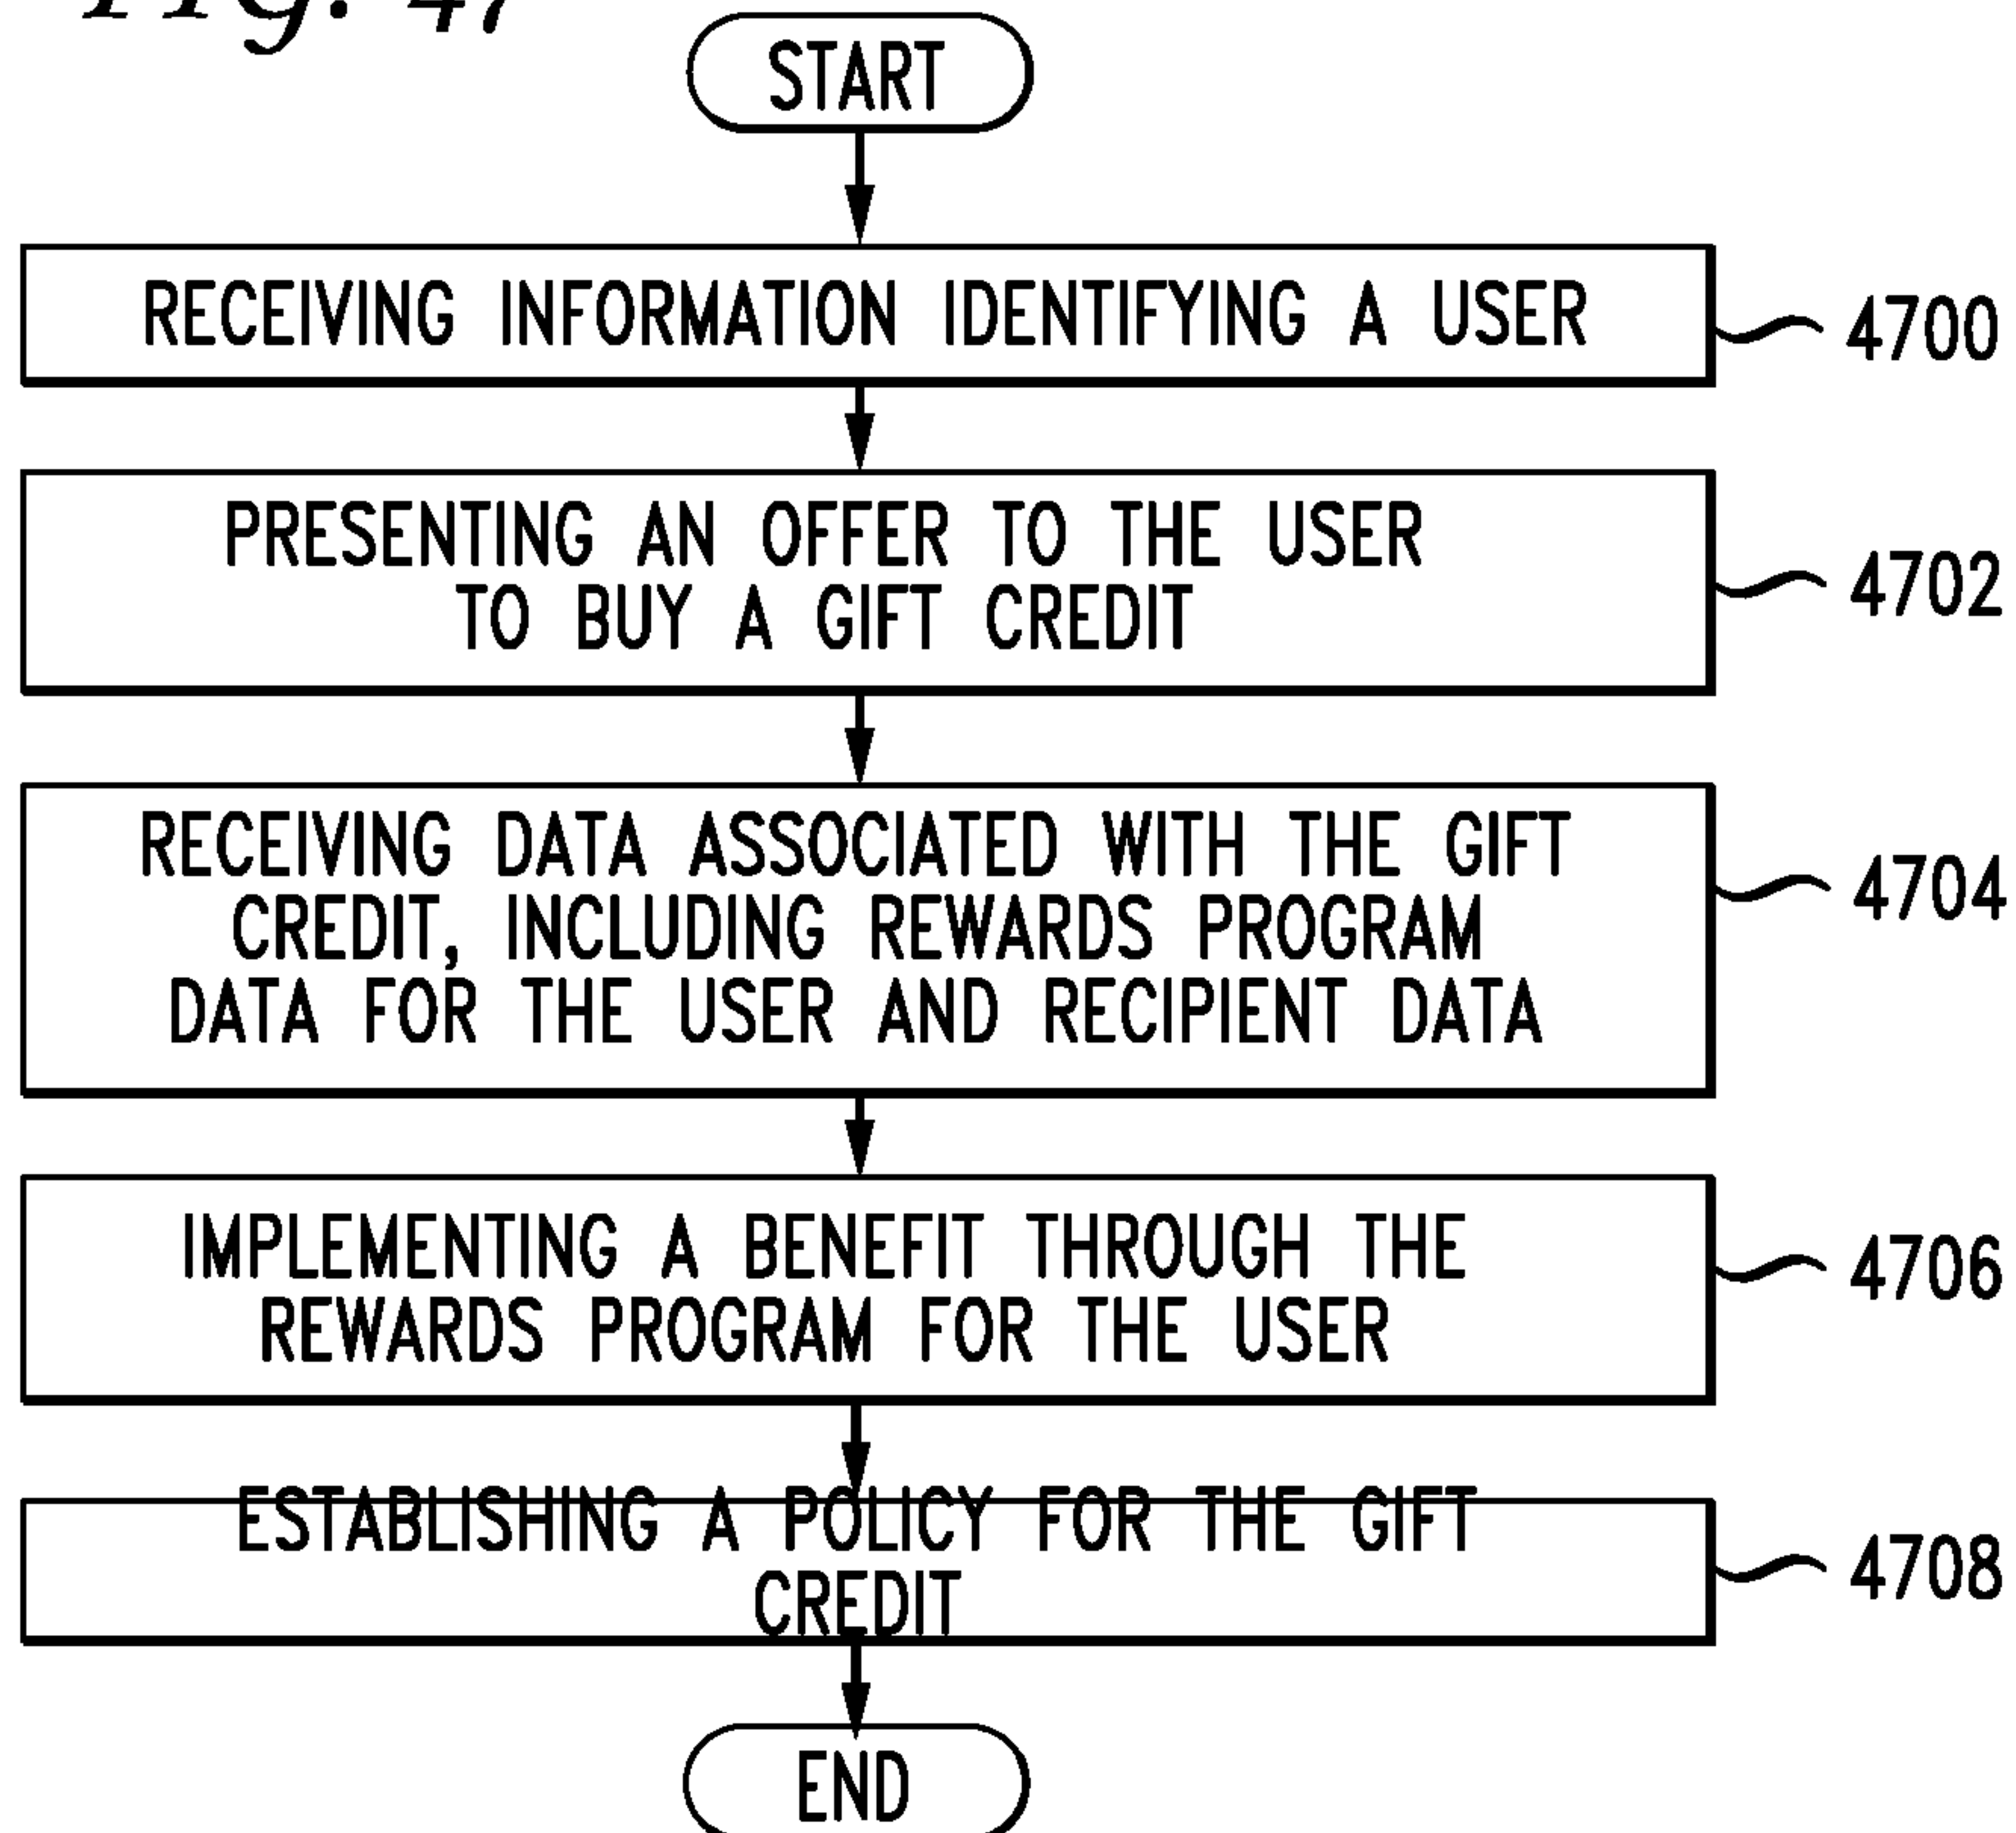 Fig. 47
START
RECEIVING INFORMATION IDENTIFYING A USER
4700
PRESENTING AN OFFER TO THE USER
TO BUY A GIFT CREDIT
4702
RECEIVING DATA ASSOCIATED WITH THE GIFT
CREDIT, INCLUDING REWARDS PROGRAM
DATA FOR THE USER AND RECIPIENT DATA
4704
IMPLEMENTING A BENEFIT THROUGH THE
REWARDS PROGRAM FOR THE USER
4706
ESTABLISHING A POLICY FOR THE GIFT
CREDIT
4708
END